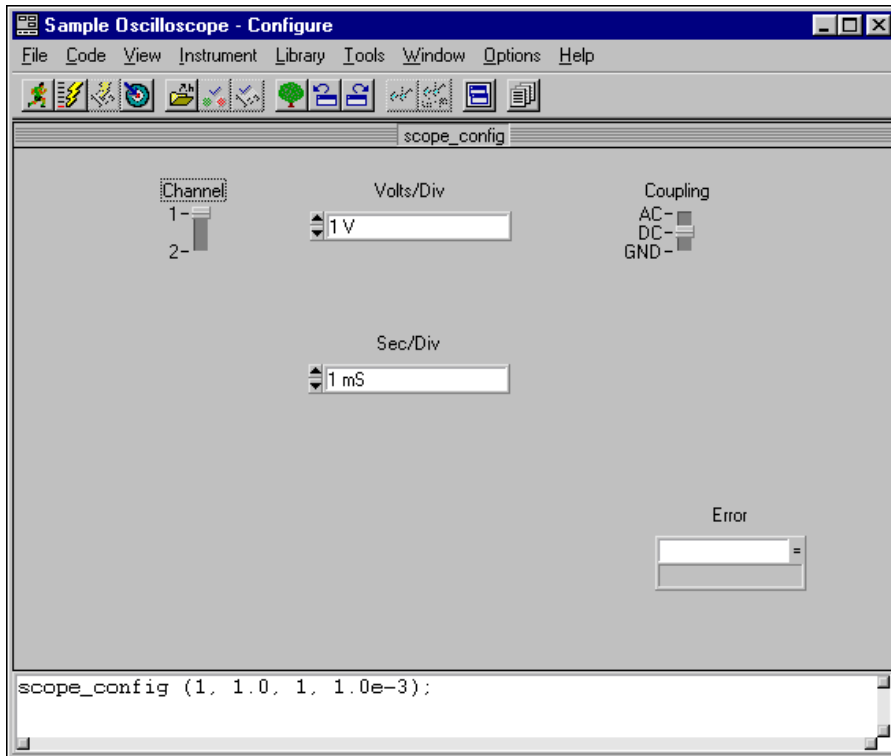 Sample Oscilloscope - Configure
File Code View Instrument Library Tools Window Options Help
scope_config
Channel
1
2
Volts/Div
1 V
Coupling
AC
DC
GND
Sec/Div
1 mS
Error
=
scope_config (1, 1.0, 1, 1.0e-3);